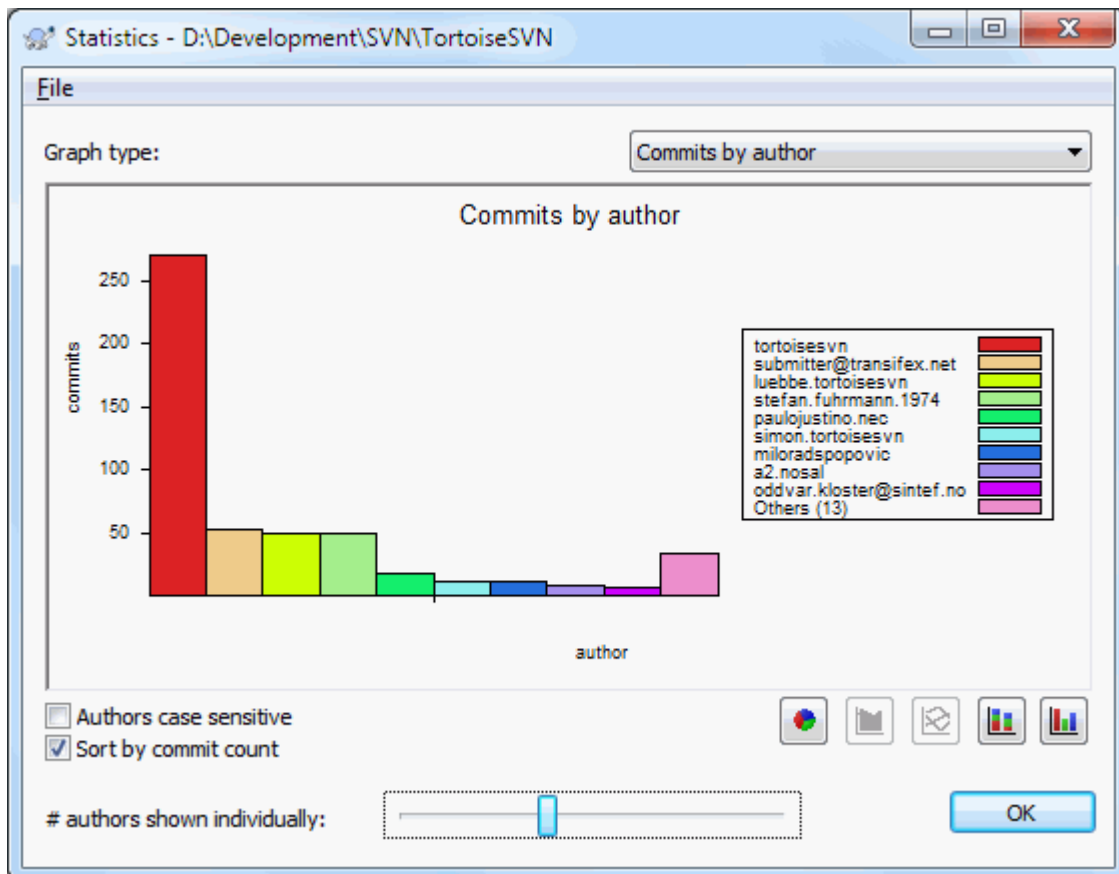 Statistics - D:\Development\SVN\TortoiseSVN
File
Graph type:
Commits by author
Commits by author
250
200
150
100
50
commits
author
tortoisesvn
submitter@transifex.net
luebbe.tortoisesvn
stefan.fuhrmann.1974
paulojustino.nec
simon.tortoisesvn
miloradspopovic
a2.nosal
oddvar.kloster@sintef.no
Others (13)
Authors case sensitive
Sort by commit count
# authors shown individually:
OK